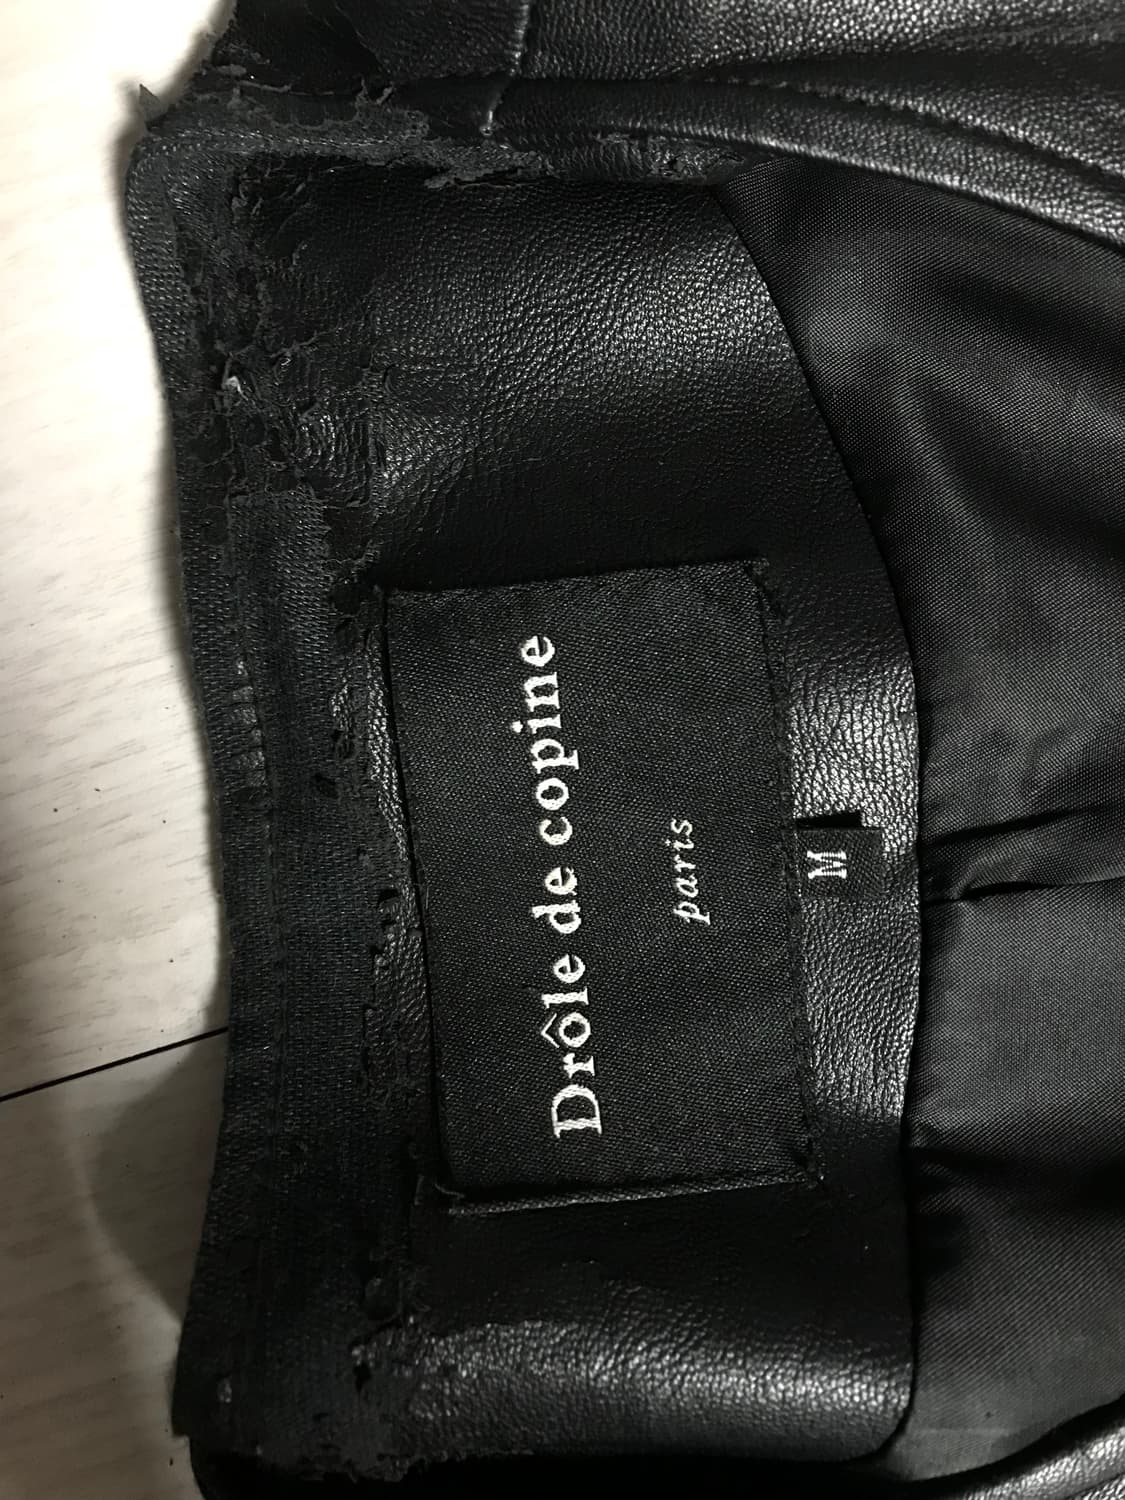 Drôle de copine
paris
M